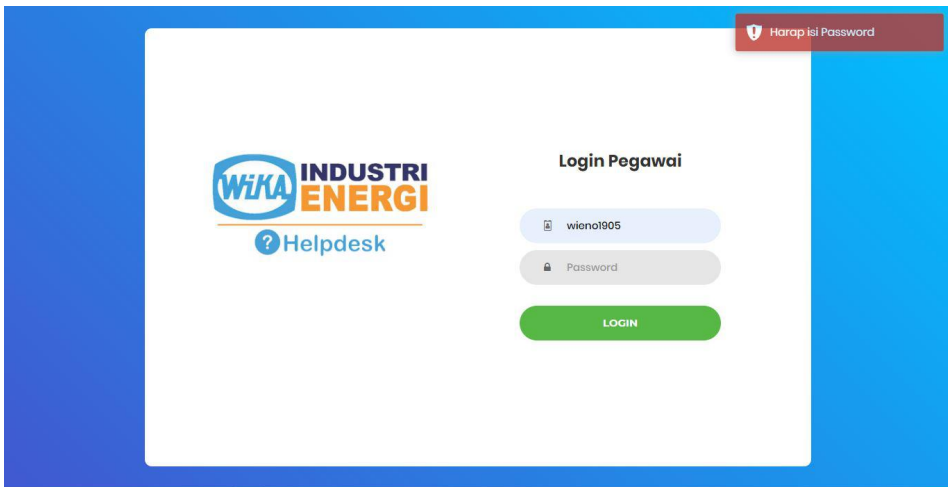 Harap isi Password
WIKA INDUSTRI
ENERGI
? Helpdesk
Login Pegawai
wieno1905
Password
LOGIN